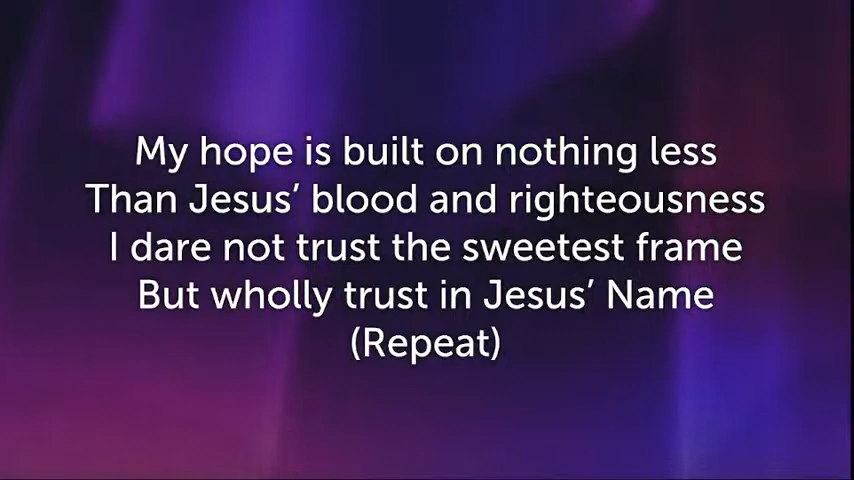 My hope is built on nothing less
Than Jesus’ blood and righteousness
I dare not trust the sweetest frame
But wholly trust in Jesus’ Name
(Repeat)